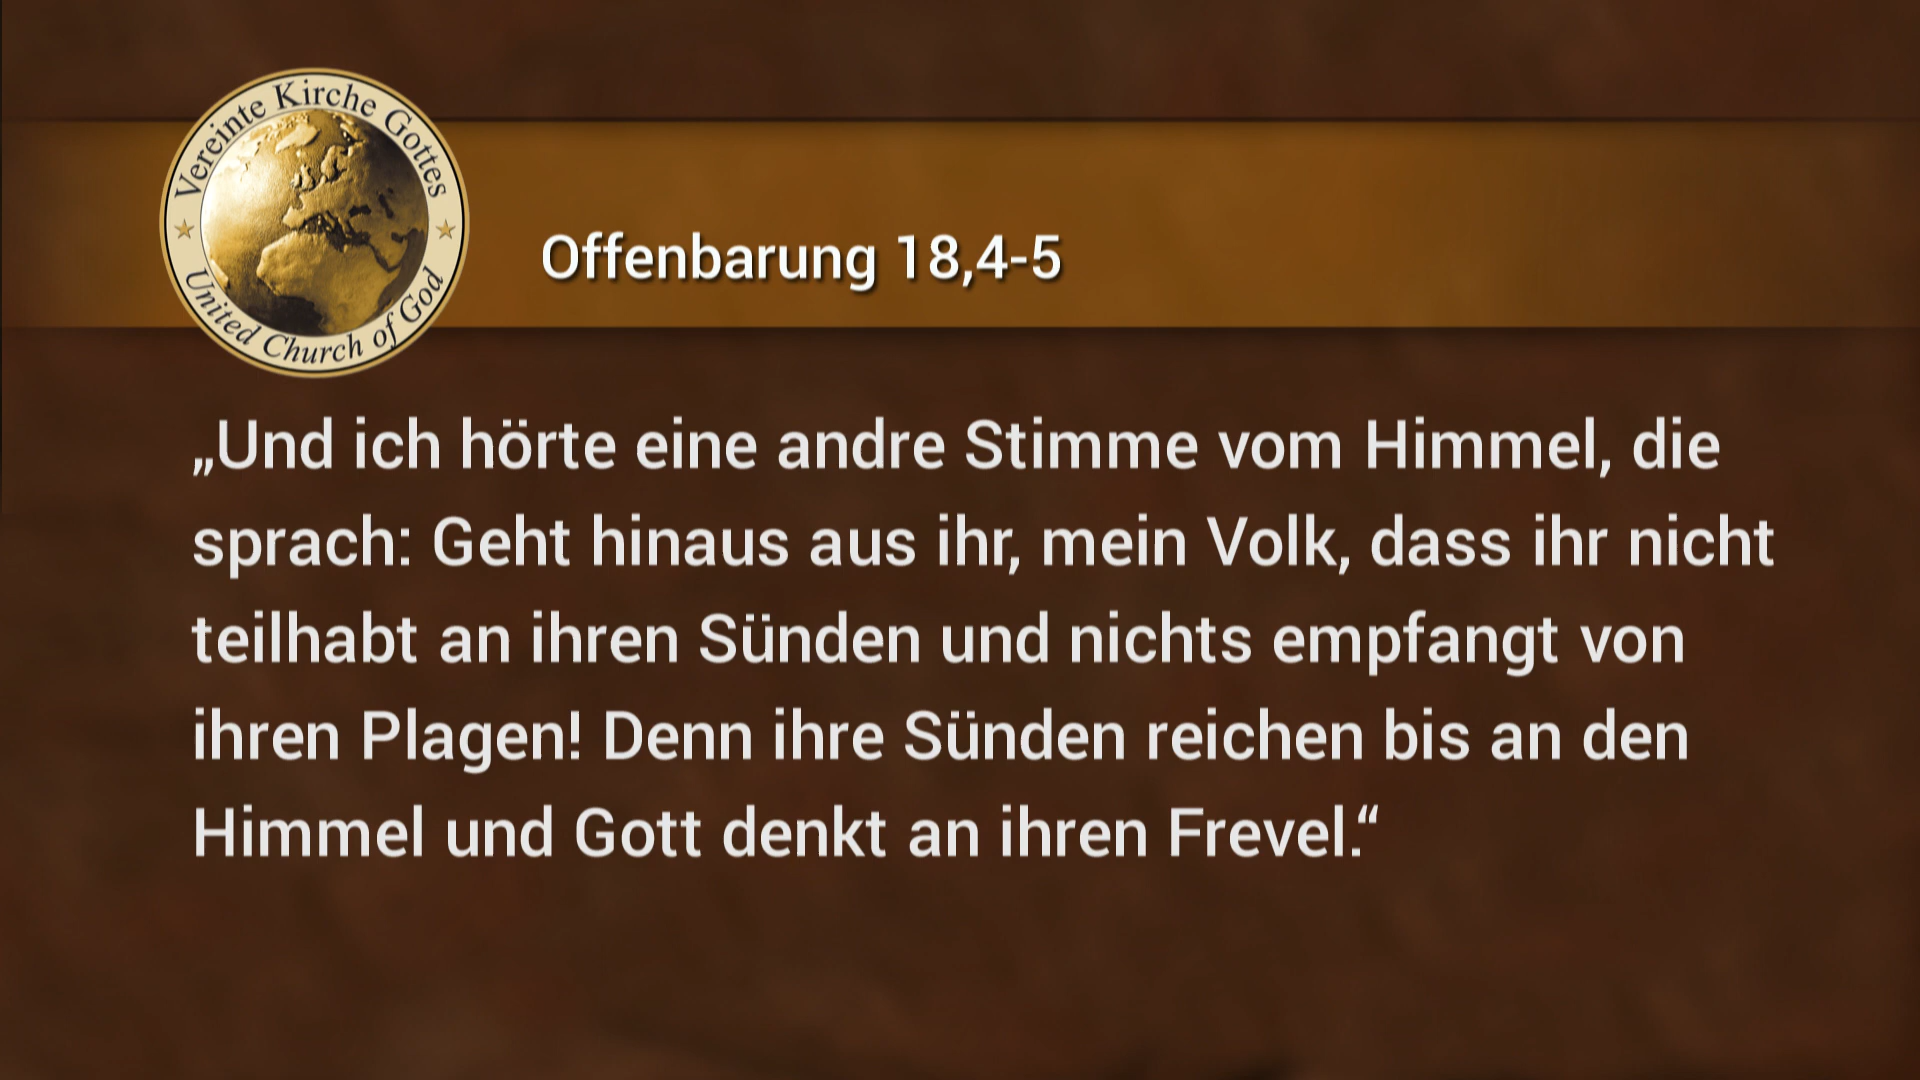 Vereinte Kirche Gottes
United Church of God
Offenbarung 18,4-5
„Und ich hörte eine andre Stimme vom Himmel, die
sprach: Geht hinaus aus ihr, mein Volk, dass ihr nicht
teilhabt an ihren Sünden und nichts empfangt von
ihren Plagen! Denn ihre Sünden reichen bis an den
Himmel und Gott denkt an ihren Frevel.“